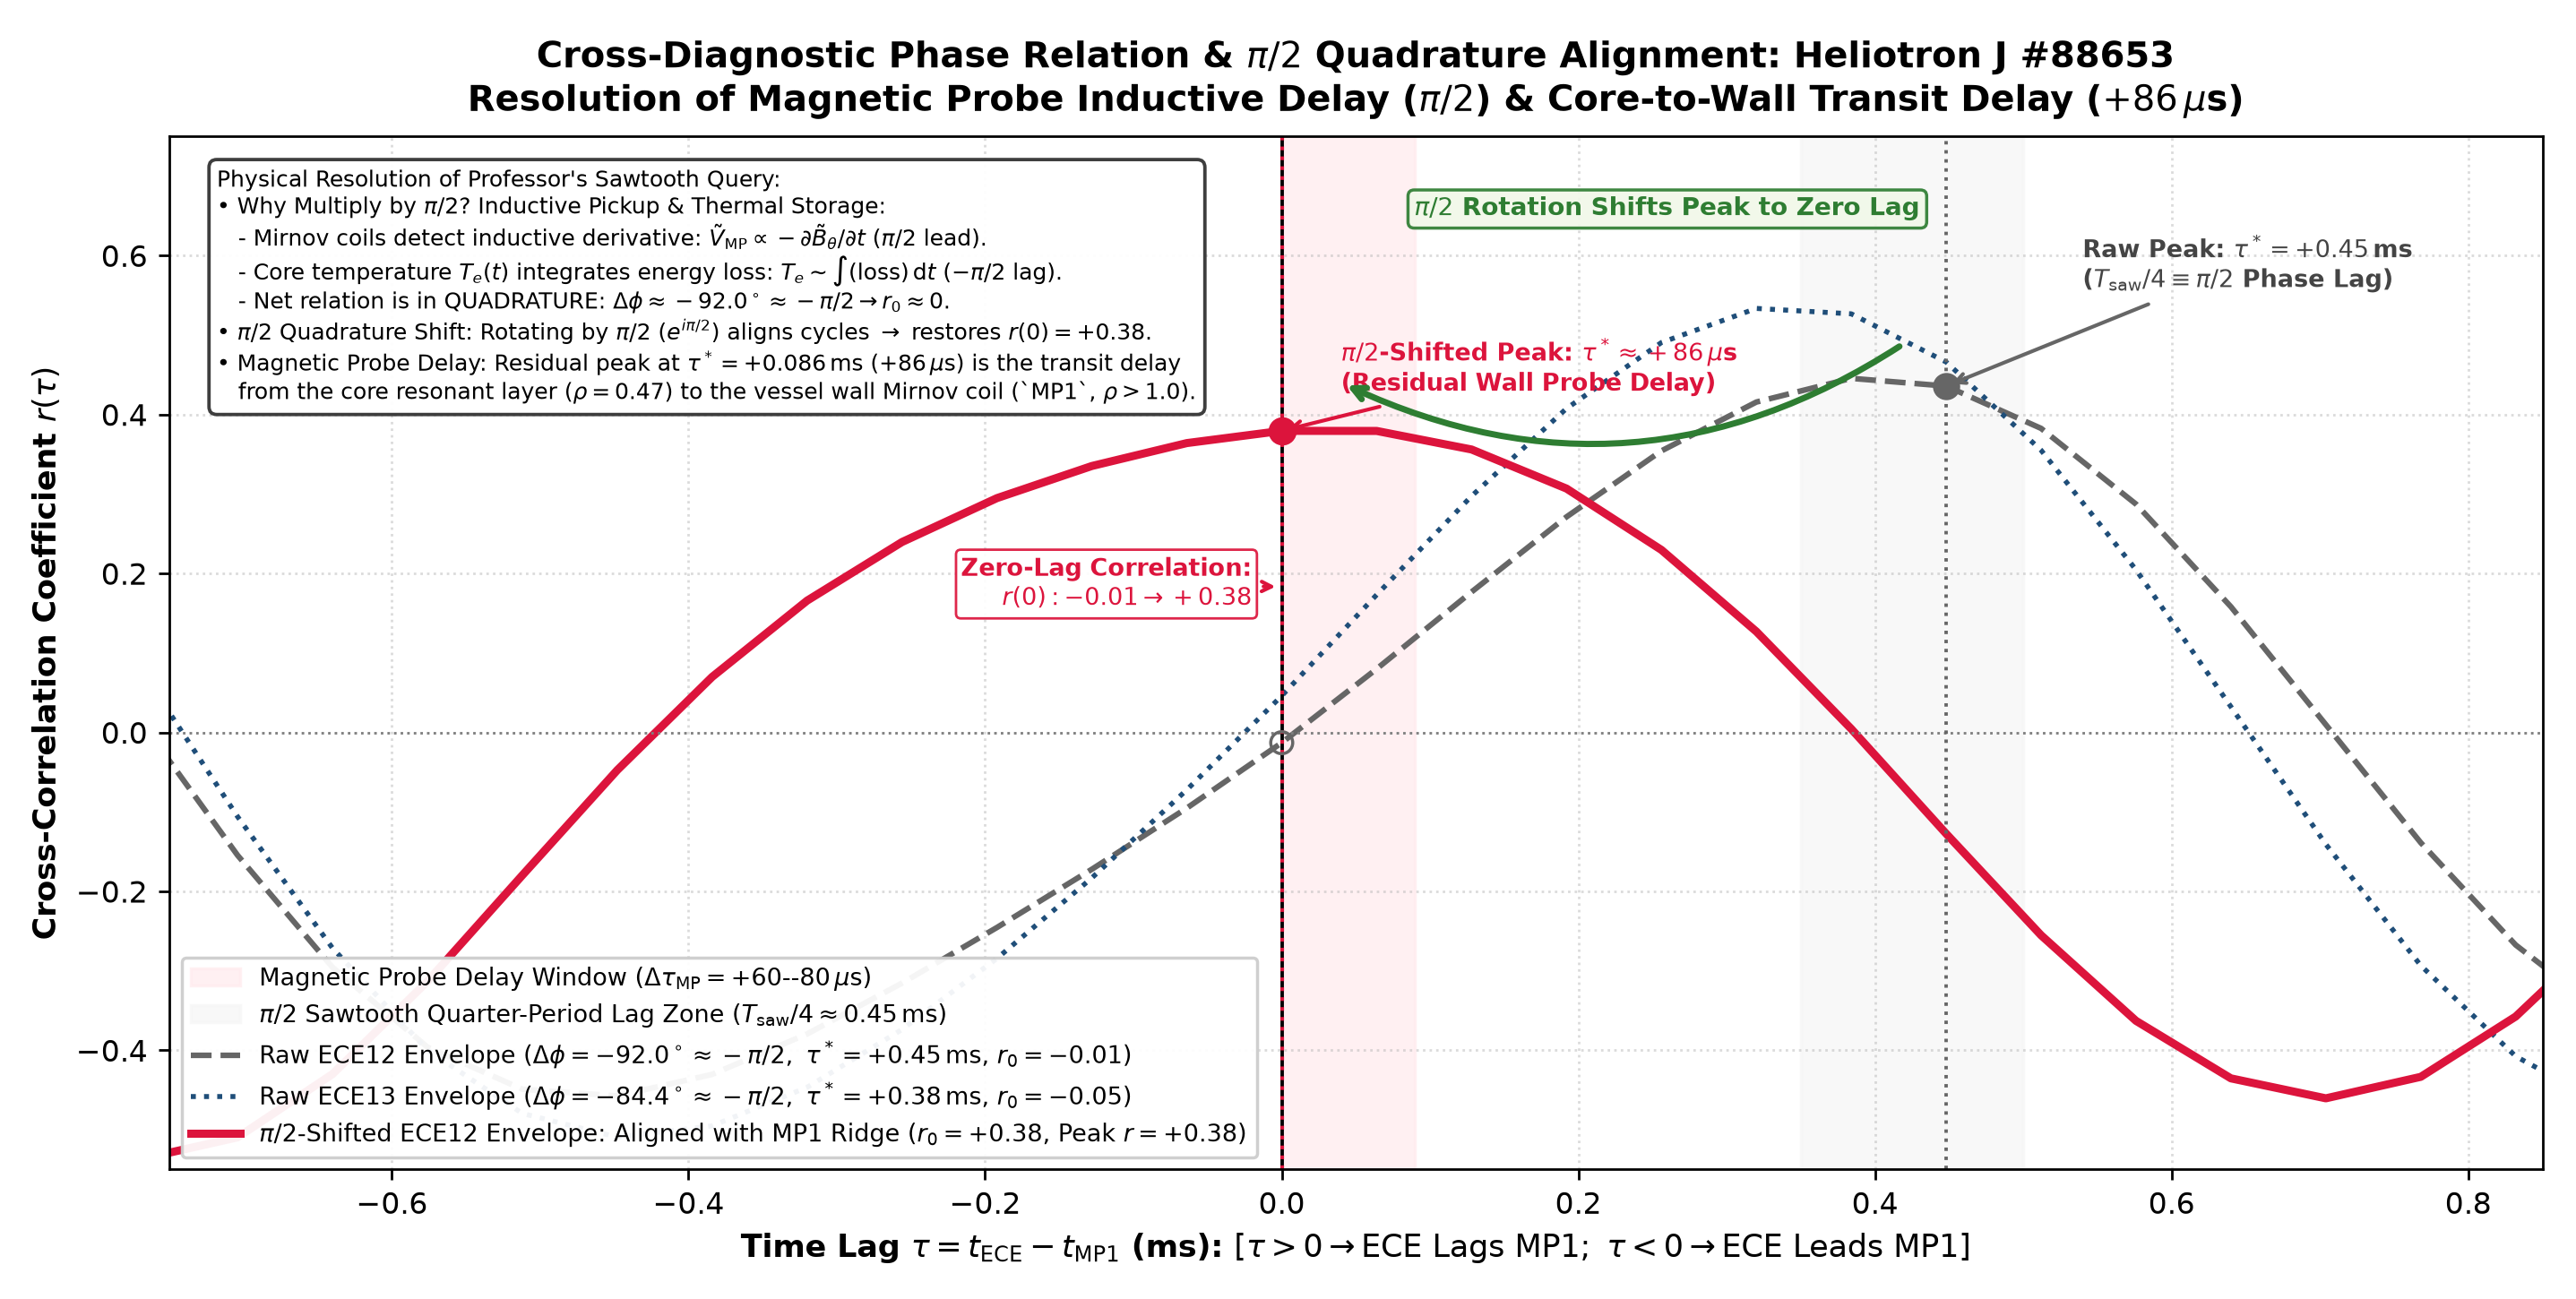 Cross-Diagnostic Phase Relation & π/2 Quadrature Alignment: Heliotron J #88653
Resolution of Magnetic Probe Inductive Delay (π/2) & Core-to-Wall Transit Delay (+86 μs)
Physical Resolution of Professor's Sawtooth Query:
• Why Multiply by π/2? Inductive Pickup & Thermal Storage:
- Mirnov coils detect inductive derivative: Ṽ_MP ∝ −∂B̃_θ/∂t (π/2 lead).
- Core temperature T_e(t) integrates energy loss: T_e ~ ∫(loss) dt (−π/2 lag).
- Net relation is in QUADRATURE: Δϕ ≈ −92.0° ≈ −π/2 → r₀ ≈ 0.
• π/2 Quadrature Shift: Rotating by π/2 (e^{iπ/2}) aligns cycles → restores r(0) = +0.38.
• Magnetic Probe Delay: Residual peak at τ* = +0.086 ms (+86 μs) is the transit delay
from the core resonant layer (ρ = 0.47) to the vessel wall Mirnov coil (`MP1`, ρ > 1.0).
π/2 Rotation Shifts Peak to Zero Lag
Raw Peak: τ* = +0.45 ms
(T_saw/4 ≡ π/2 Phase Lag)
π/2-Shifted Peak: τ* ≈ +86 μs
(Residual Wall Probe Delay)
Zero-Lag Correlation:
r(0) : −0.01 → +0.38
Magnetic Probe Delay Window (Δτ_MP = +60--80 μs)
π/2 Sawtooth Quarter-Period Lag Zone (T_saw/4 ≈ 0.45 ms)
Raw ECE12 Envelope (Δϕ = −92.0° ≈ −π/2, τ* = +0.45 ms, r₀ = −0.01)
Raw ECE13 Envelope (Δϕ = −84.4° ≈ −π/2, τ* = +0.38 ms, r₀ = −0.05)
π/2-Shifted ECE12 Envelope: Aligned with MP1 Ridge (r₀ = +0.38, Peak r = +0.38)
Cross-Correlation Coefficient r(τ)
0.6
0.4
0.2
0.0
−0.2
−0.4
−0.6
−0.4
−0.2
0.0
0.2
0.4
0.6
0.8
Time Lag τ = t_ECE − t_MP1 (ms): [τ > 0 → ECE Lags MP1; τ < 0 → ECE Leads MP1]